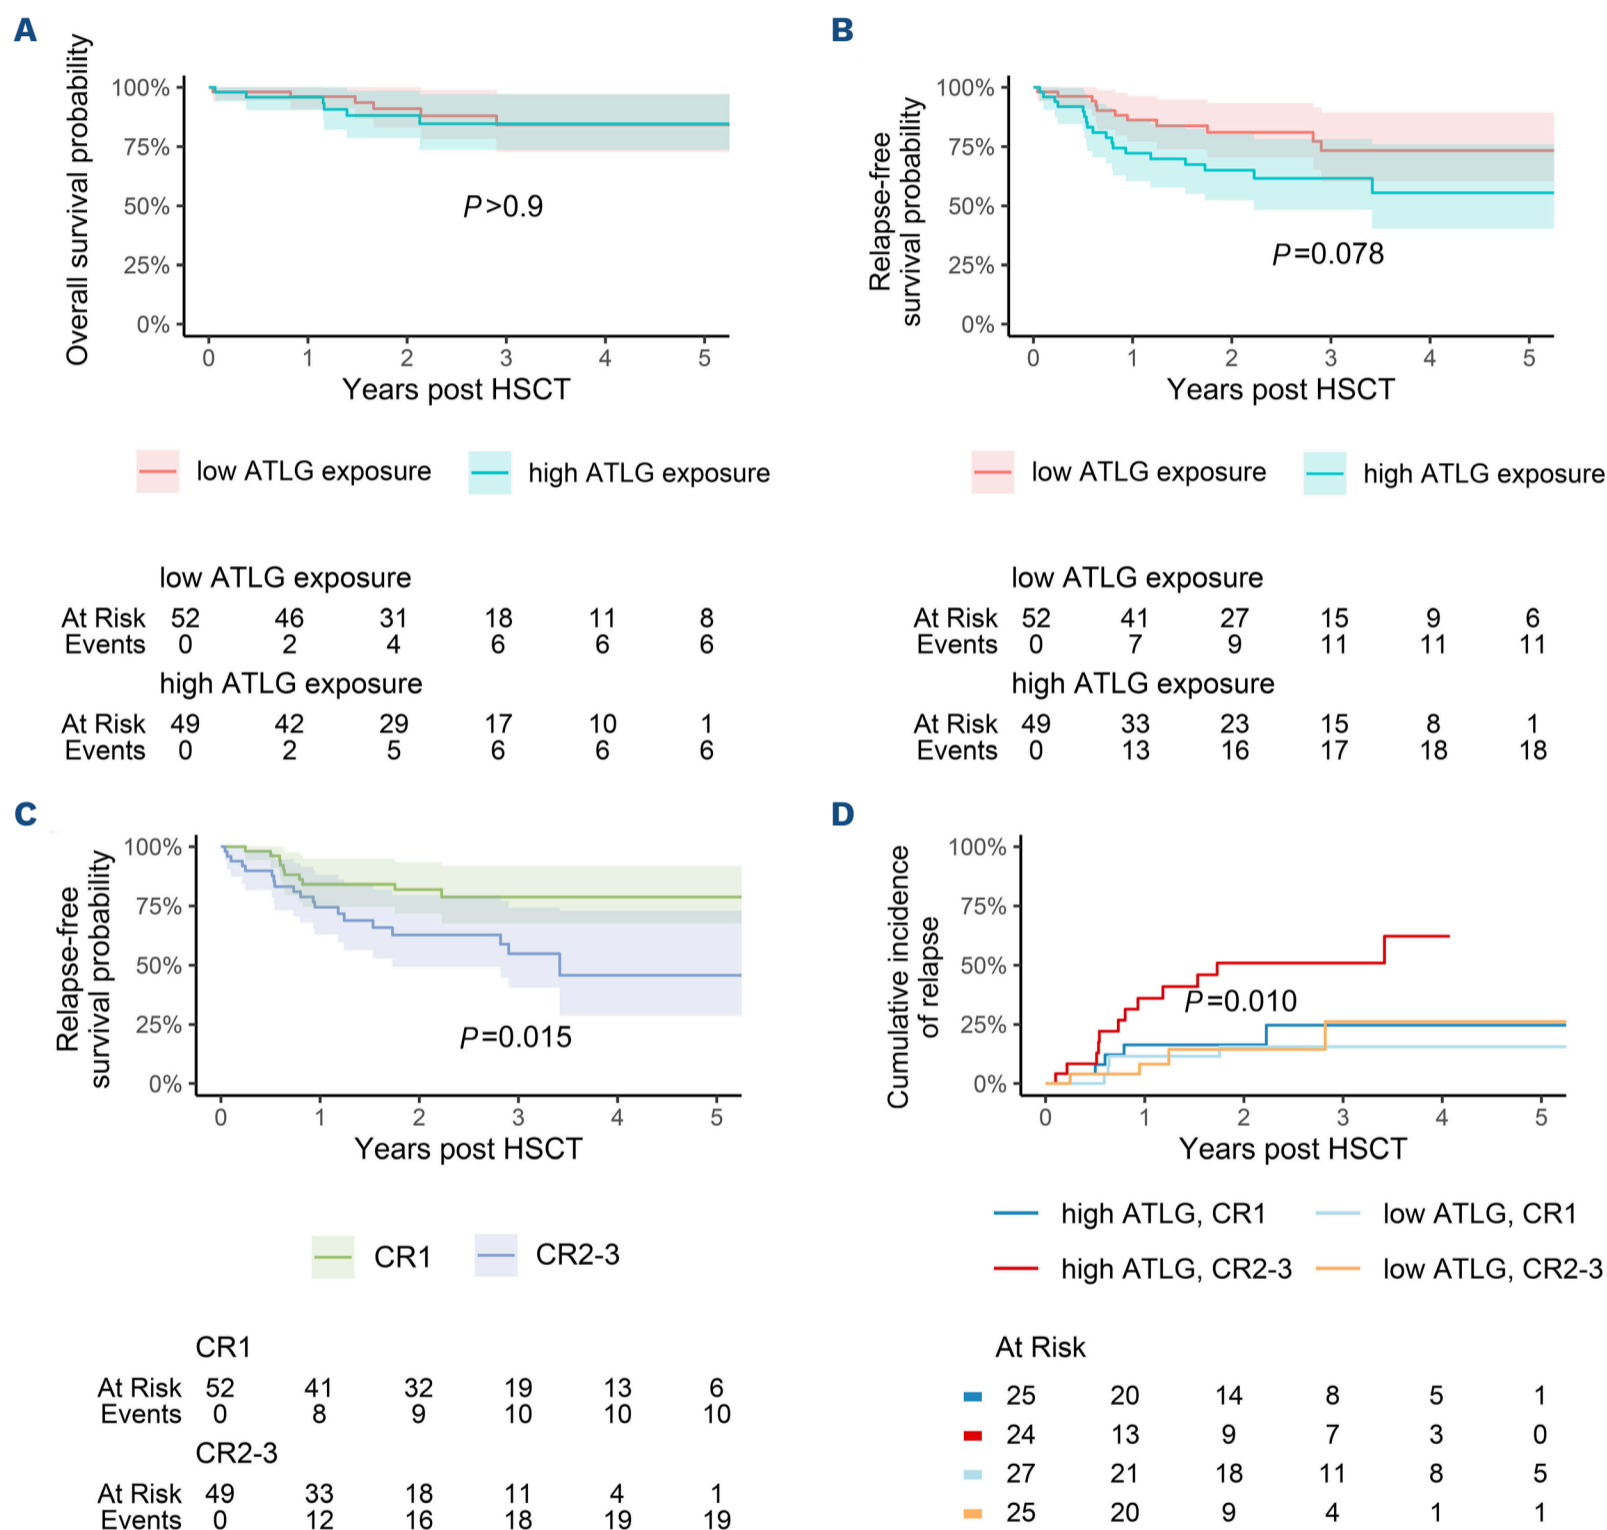 A
Overall survival probability
100%
75%
50%
25%
0%
P>0.9
0 1 2 3 4 5
Years post HSCT
low ATLG exposure high ATLG exposure
low ATLG exposure
At Risk 52 46 31 18 11 8
Events 0 2 4 6 6 6
high ATLG exposure
At Risk 49 42 29 17 10 1
Events 0 2 5 6 6 6
B
Relapse-free
survival probability
100%
75%
50%
25%
0%
P=0.078
0 1 2 3 4 5
Years post HSCT
low ATLG exposure high ATLG exposure
low ATLG exposure
At Risk 52 41 27 15 9 6
Events 0 7 9 11 11 11
high ATLG exposure
At Risk 49 33 23 15 8 1
Events 0 13 16 17 18 18
C
Relapse-free
survival probability
100%
75%
50%
25%
0%
P=0.015
0 1 2 3 4 5
Years post HSCT
CR1 CR2-3
CR1
At Risk 52 41 32 19 13 6
Events 0 8 9 10 10 10
CR2-3
At Risk 49 33 18 11 4 1
Events 0 12 16 18 19 19
D
Cumulative incidence
of relapse
100%
75%
50%
25%
0%
P=0.010
0 1 2 3 4 5
Years post HSCT
high ATLG, CR1 low ATLG, CR1
high ATLG, CR2-3 low ATLG, CR2-3
At Risk
25 20 14 8 5 1
24 13 9 7 3 0
27 21 18 11 8 5
25 20 9 4 1 1